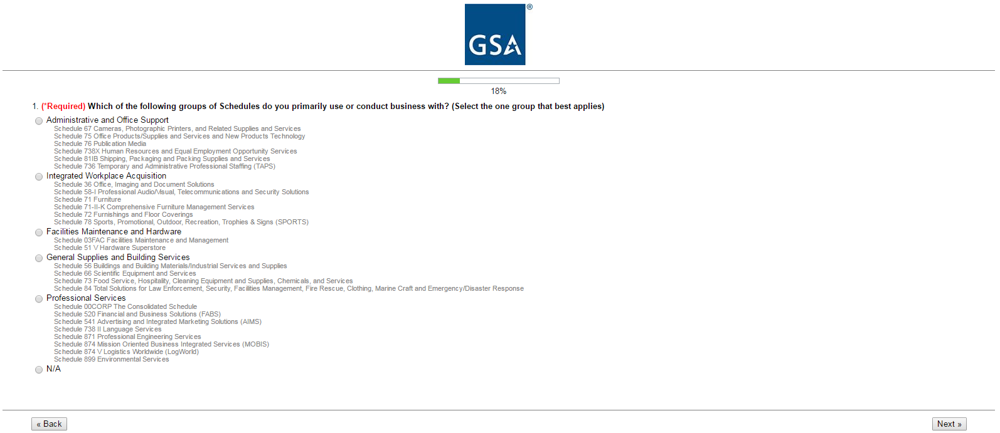 GSA ®
18%
1. (*Required) Which of the following groups of Schedules do you primarily use or conduct business with? (Select the one group that best applies)
Administrative and Office Support
Schedule 67 Cameras, Photographic Printers, and Related Supplies and Services
Schedule 75 Office Products/Supplies and Services and New Products Technology
Schedule 76 Publication Media
Schedule 738X Human Resources and Equal Employment Opportunity Services
Schedule 81IB Shipping, Packaging and Packing Supplies and Services
Schedule 736 Temporary and Administrative Professional Staffing (TAPS)
Integrated Workplace Acquisition
Schedule 36 Office, Imaging and Document Solutions
Schedule 58-I Professional Audio/Visual, Telecommunications and Security Solutions
Schedule 71 Furniture
Schedule 71-II-K Comprehensive Furniture Management Services
Schedule 72 Furnishings and Floor Coverings
Schedule 78 Sports, Promotional, Outdoor, Recreation, Trophies & Signs (SPORTS)
Facilities Maintenance and Hardware
Schedule 03FAC Facilities Maintenance and Management
Schedule 51 V Hardware Superstore
General Supplies and Building Services
Schedule 56 Buildings and Building Materials/Industrial Services and Supplies
Schedule 66 Scientific Equipment and Services
Schedule 73 Food Service, Hospitality, Cleaning Equipment and Supplies, Chemicals, and Services
Schedule 84 Total Solutions for Law Enforcement, Security, Facilities Management, Fire Rescue, Clothing, Marine Craft and Emergency/Disaster Response
Professional Services
Schedule 00CORP The Consolidated Schedule
Schedule 520 Financial and Business Solutions (FABS)
Schedule 541 Advertising and Integrated Marketing Solutions (AIMS)
Schedule 738 II Language Services
Schedule 871 Professional Engineering Services
Schedule 874 Mission Oriented Business Integrated Services (MOBIS)
Schedule 874 V Logistics Worldwide (LogWorld)
Schedule 899 Environmental Services
N/A
« Back
Next »